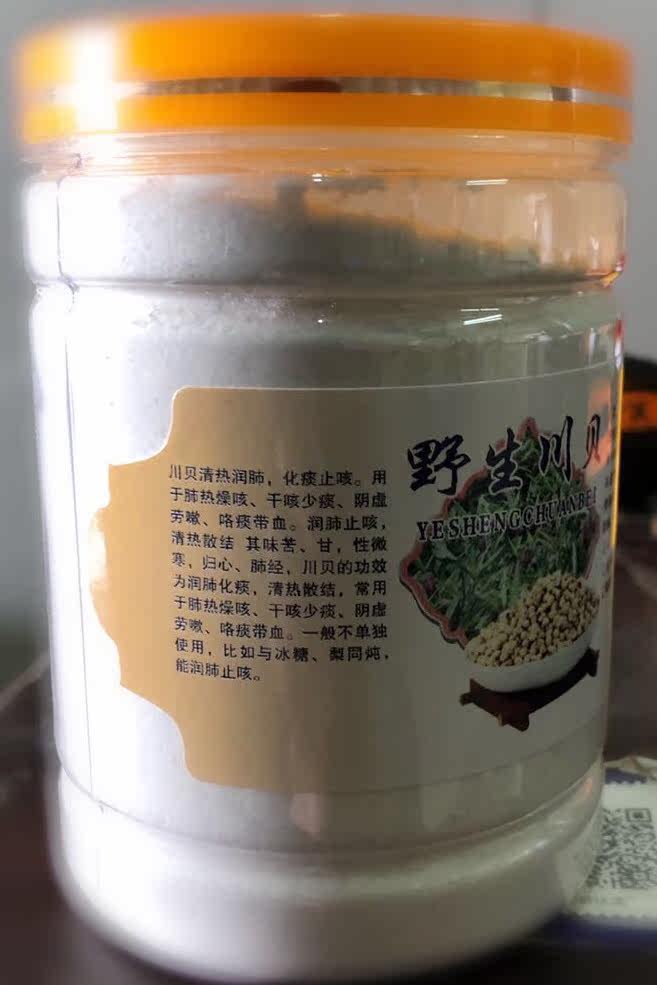 川贝清热润肺，化痰止咳。用
于肺热燥咳、干咳少痰、阴虚
劳嗽、咯痰带血。润肺止咳，
清热散结 其味苦、甘，性微
寒，归心、肺经，川贝的功效
为润肺化痰，清热散结，常用
于肺热燥咳、干咳少痰、阴虚
劳嗽、咯痰带血。一般不单独
使用，比如与冰糖、梨同炖，
能润肺止咳。
野生川贝
YESHENGCHUANBEI